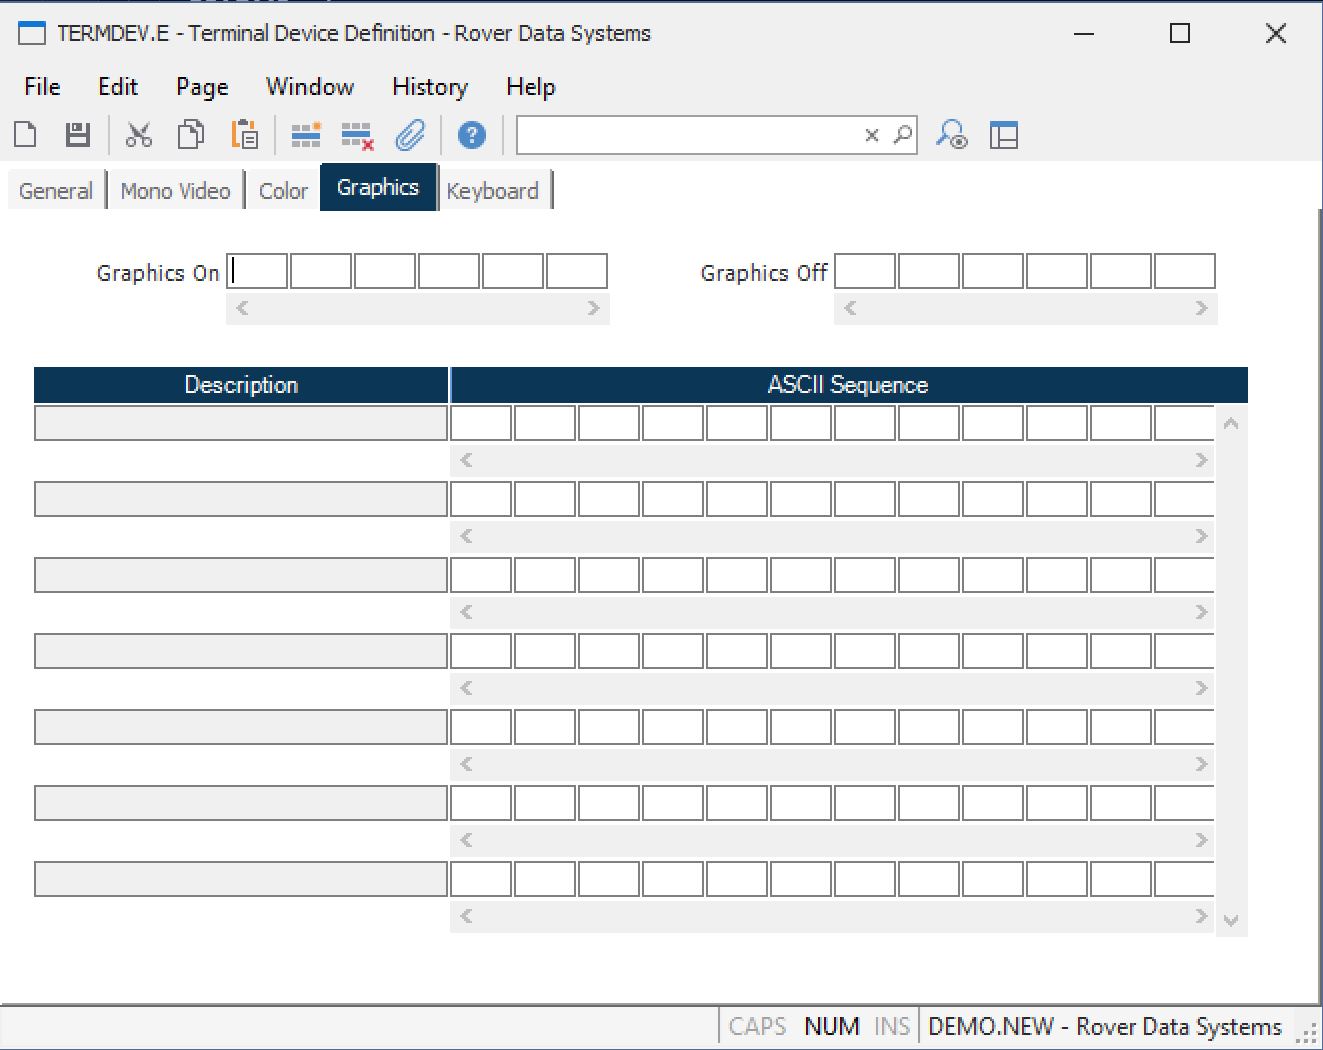 TERMDEV.E - Terminal Device Definition - Rover Data Systems
File Edit Page Window History Help
General Mono Video Color Graphics Keyboard
Graphics On Graphics Off
Description ASCII Sequence
CAPS NUM INS DEMO.NEW - Rover Data Systems